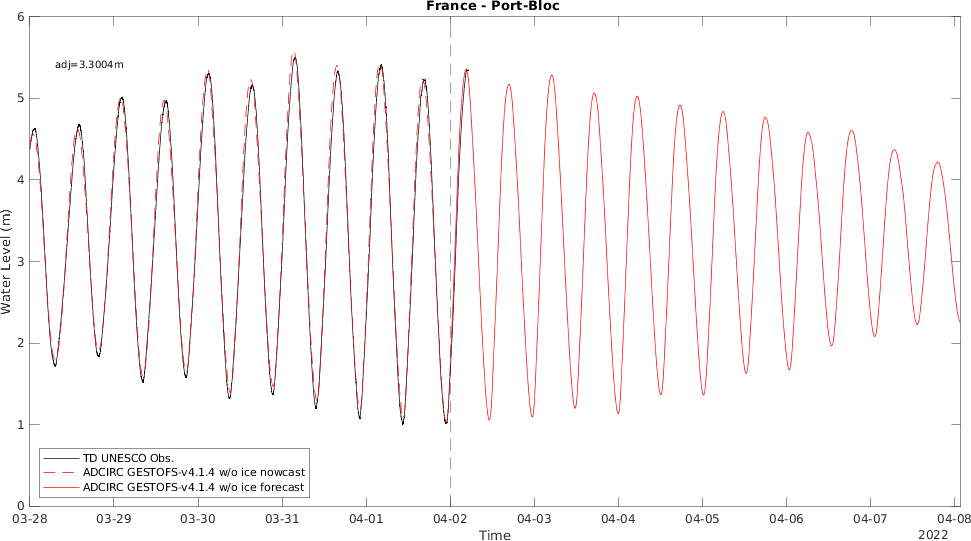 France - Port-Bloc
6
adj=3.3004m
5
4
3
2
1
0
Water Level (m)
TD UNESCO Obs.
ADCIRC GESTOFS-v4.1.4 w/o ice nowcast
ADCIRC GESTOFS-v4.1.4 w/o ice forecast
03-28 03-29 03-30 03-31 04-01 04-02 04-03 04-04 04-05 04-06 04-07 04-08
Time
2022